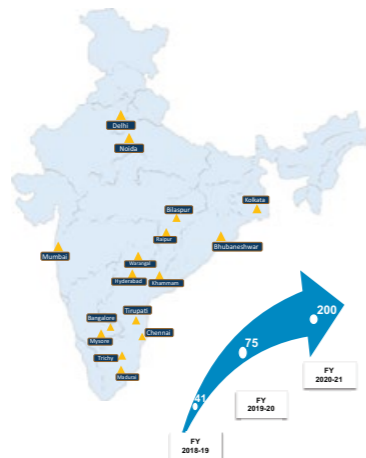 Delhi
Noida
Kolkata
Bilaspur
Raipur
Bhubaneshwar
Mumbai
Warangal
Hyderabad
Khammam
Tirupati
Bangalore
Chennai
Mysore
Trichy
Madurai
200
75
41
FY
2020-21
FY
2019-20
FY
2018-19